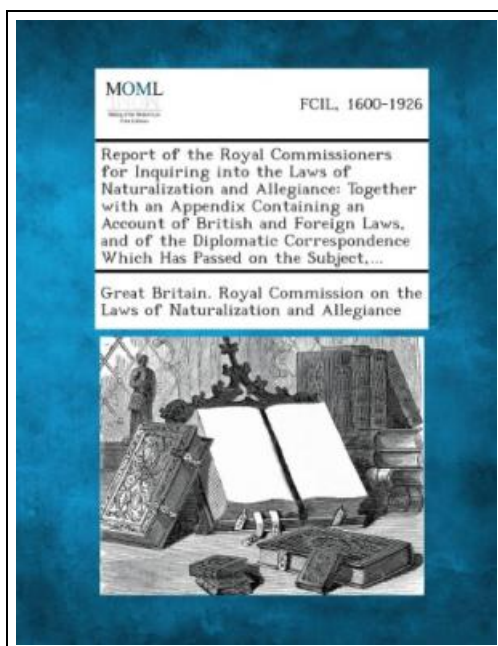 MOML
FCIL, 1600-1926
Report of the Royal Commissioners
for Inquiring into the Laws of
Naturalization and Allegiance: Together
with an Appendix Containing an
Account of British and Foreign Laws,
and of the Diplomatic Correspondence
Which Has Passed on the Subject,...
Great Britain. Royal Commission on the
Laws of Naturalization and Allegiance